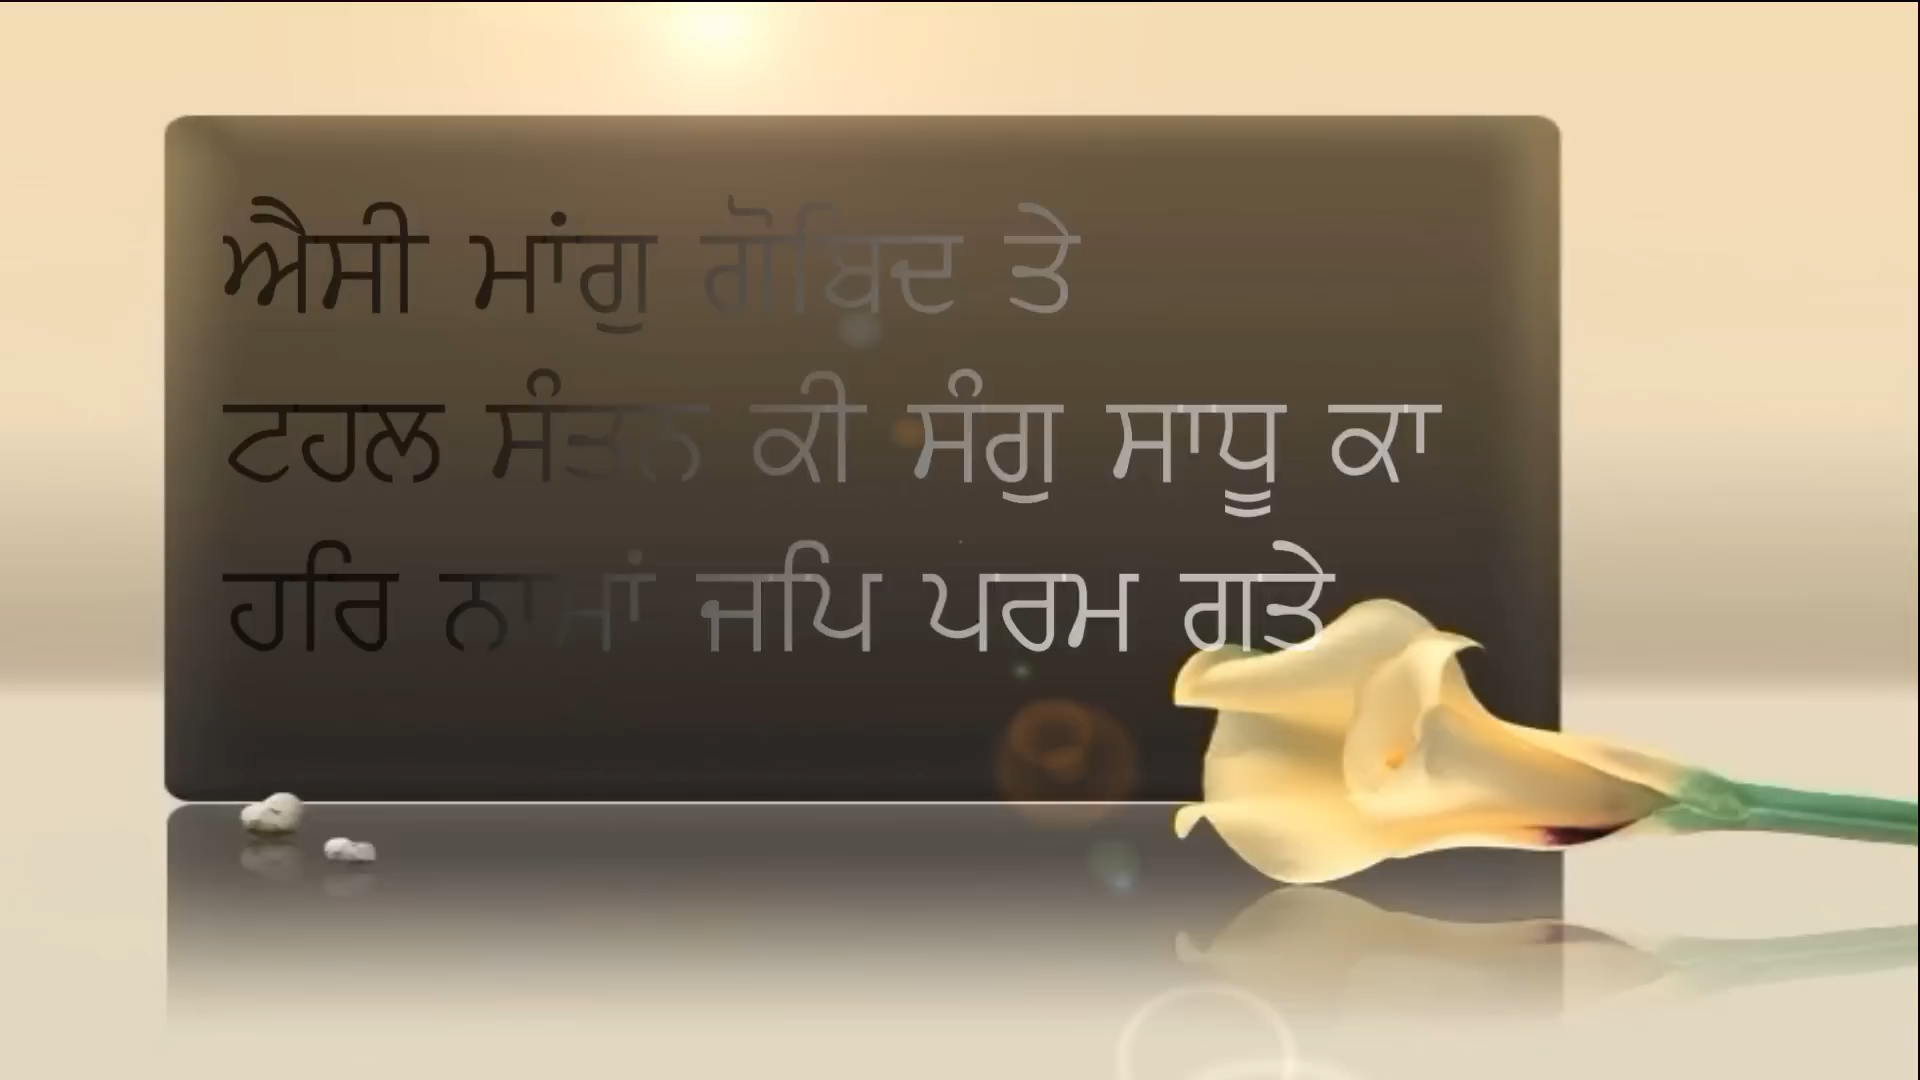 ਐਸੀ ਮਾਂਗੁ ਗੋਬਿਦ ਤੇ
ਟਹਲ ਸੰਤਨ ਕੀ ਸੰਗੁ ਸਾਧੂ ਕਾ
ਹਰਿ ਨਾਮਾਂ ਜਪਿ ਪਰਮ ਗਤੇ